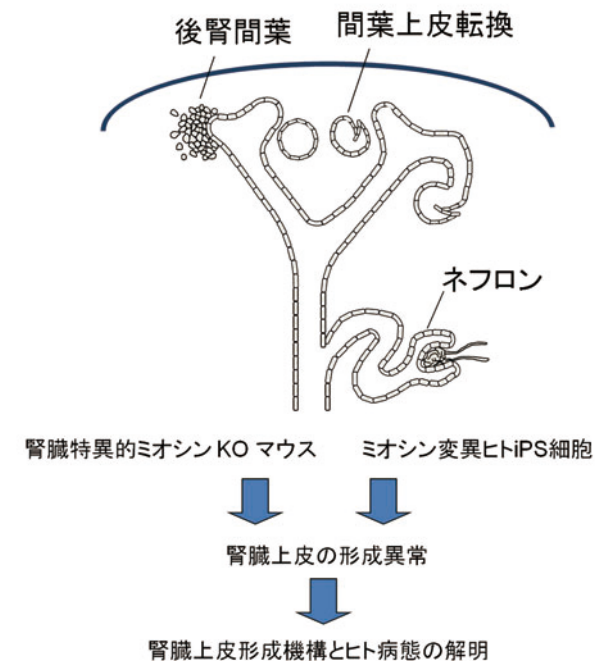 後腎間葉
間葉上皮転換
ネフロン
腎臓特異的ミオシン KO マウス
ミオシン変異ヒトiPS細胞
腎臓上皮の形成異常
腎臓上皮形成機構とヒト病態の解明